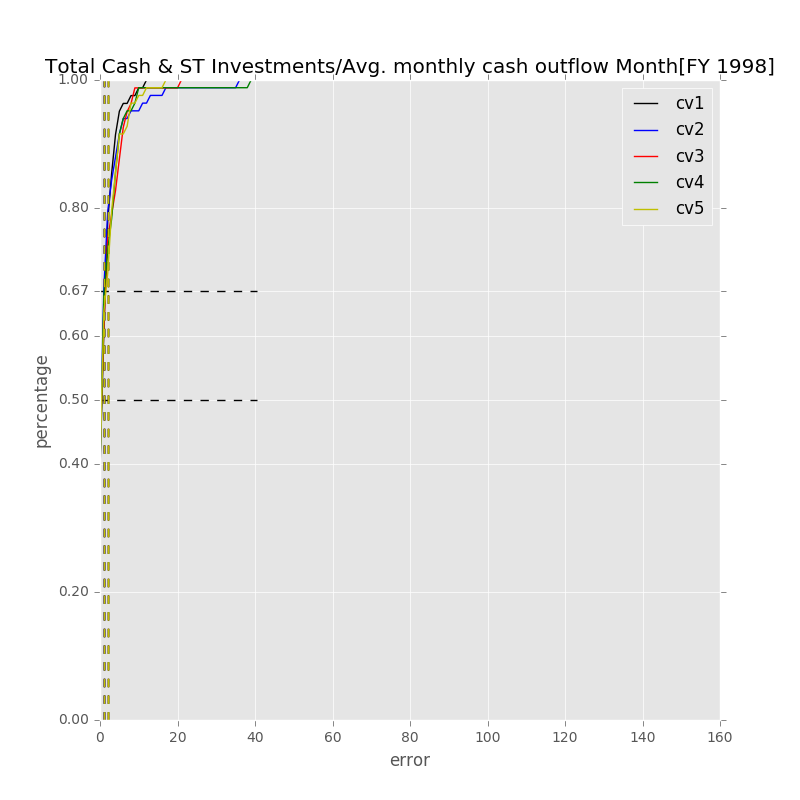 Total Cash & ST Investments/Avg. monthly cash outflow Month[FY 1998]
1.00
0.80
0.67
0.60
0.50
0.40
0.20
0.00
percentage
cv1
cv2
cv3
cv4
cv5
0 20 40 60 80 100 120 140 160
error